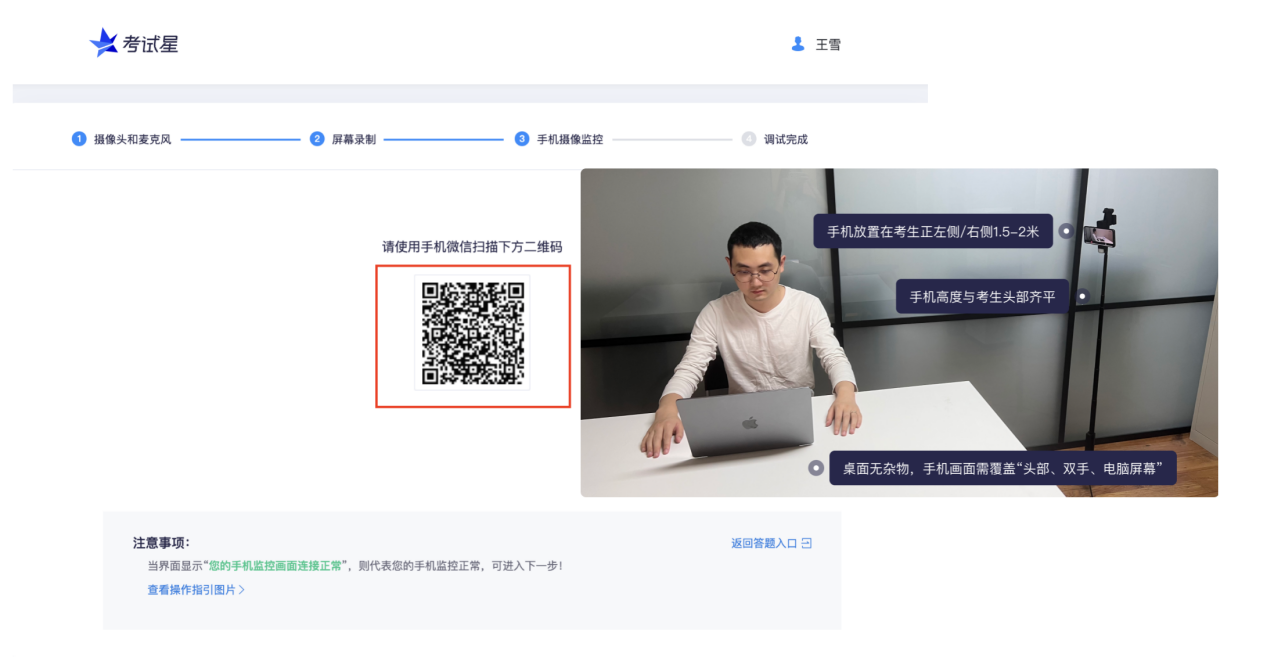 考试星
王雪
1 摄像头和麦克风 2 屏幕录制 3 手机摄像监控 4 调试完成
请使用手机微信扫描下方二维码
手机放置在考生正左侧/右侧1.5-2米
手机高度与考生头部齐平
桌面无杂物，手机画面需覆盖“头部、双手、电脑屏幕”
注意事项：
返回答题入口
当界面显示“您的手机监控画面连接正常”，则代表您的手机监控正常，可进入下一步！
查看操作指引图片>